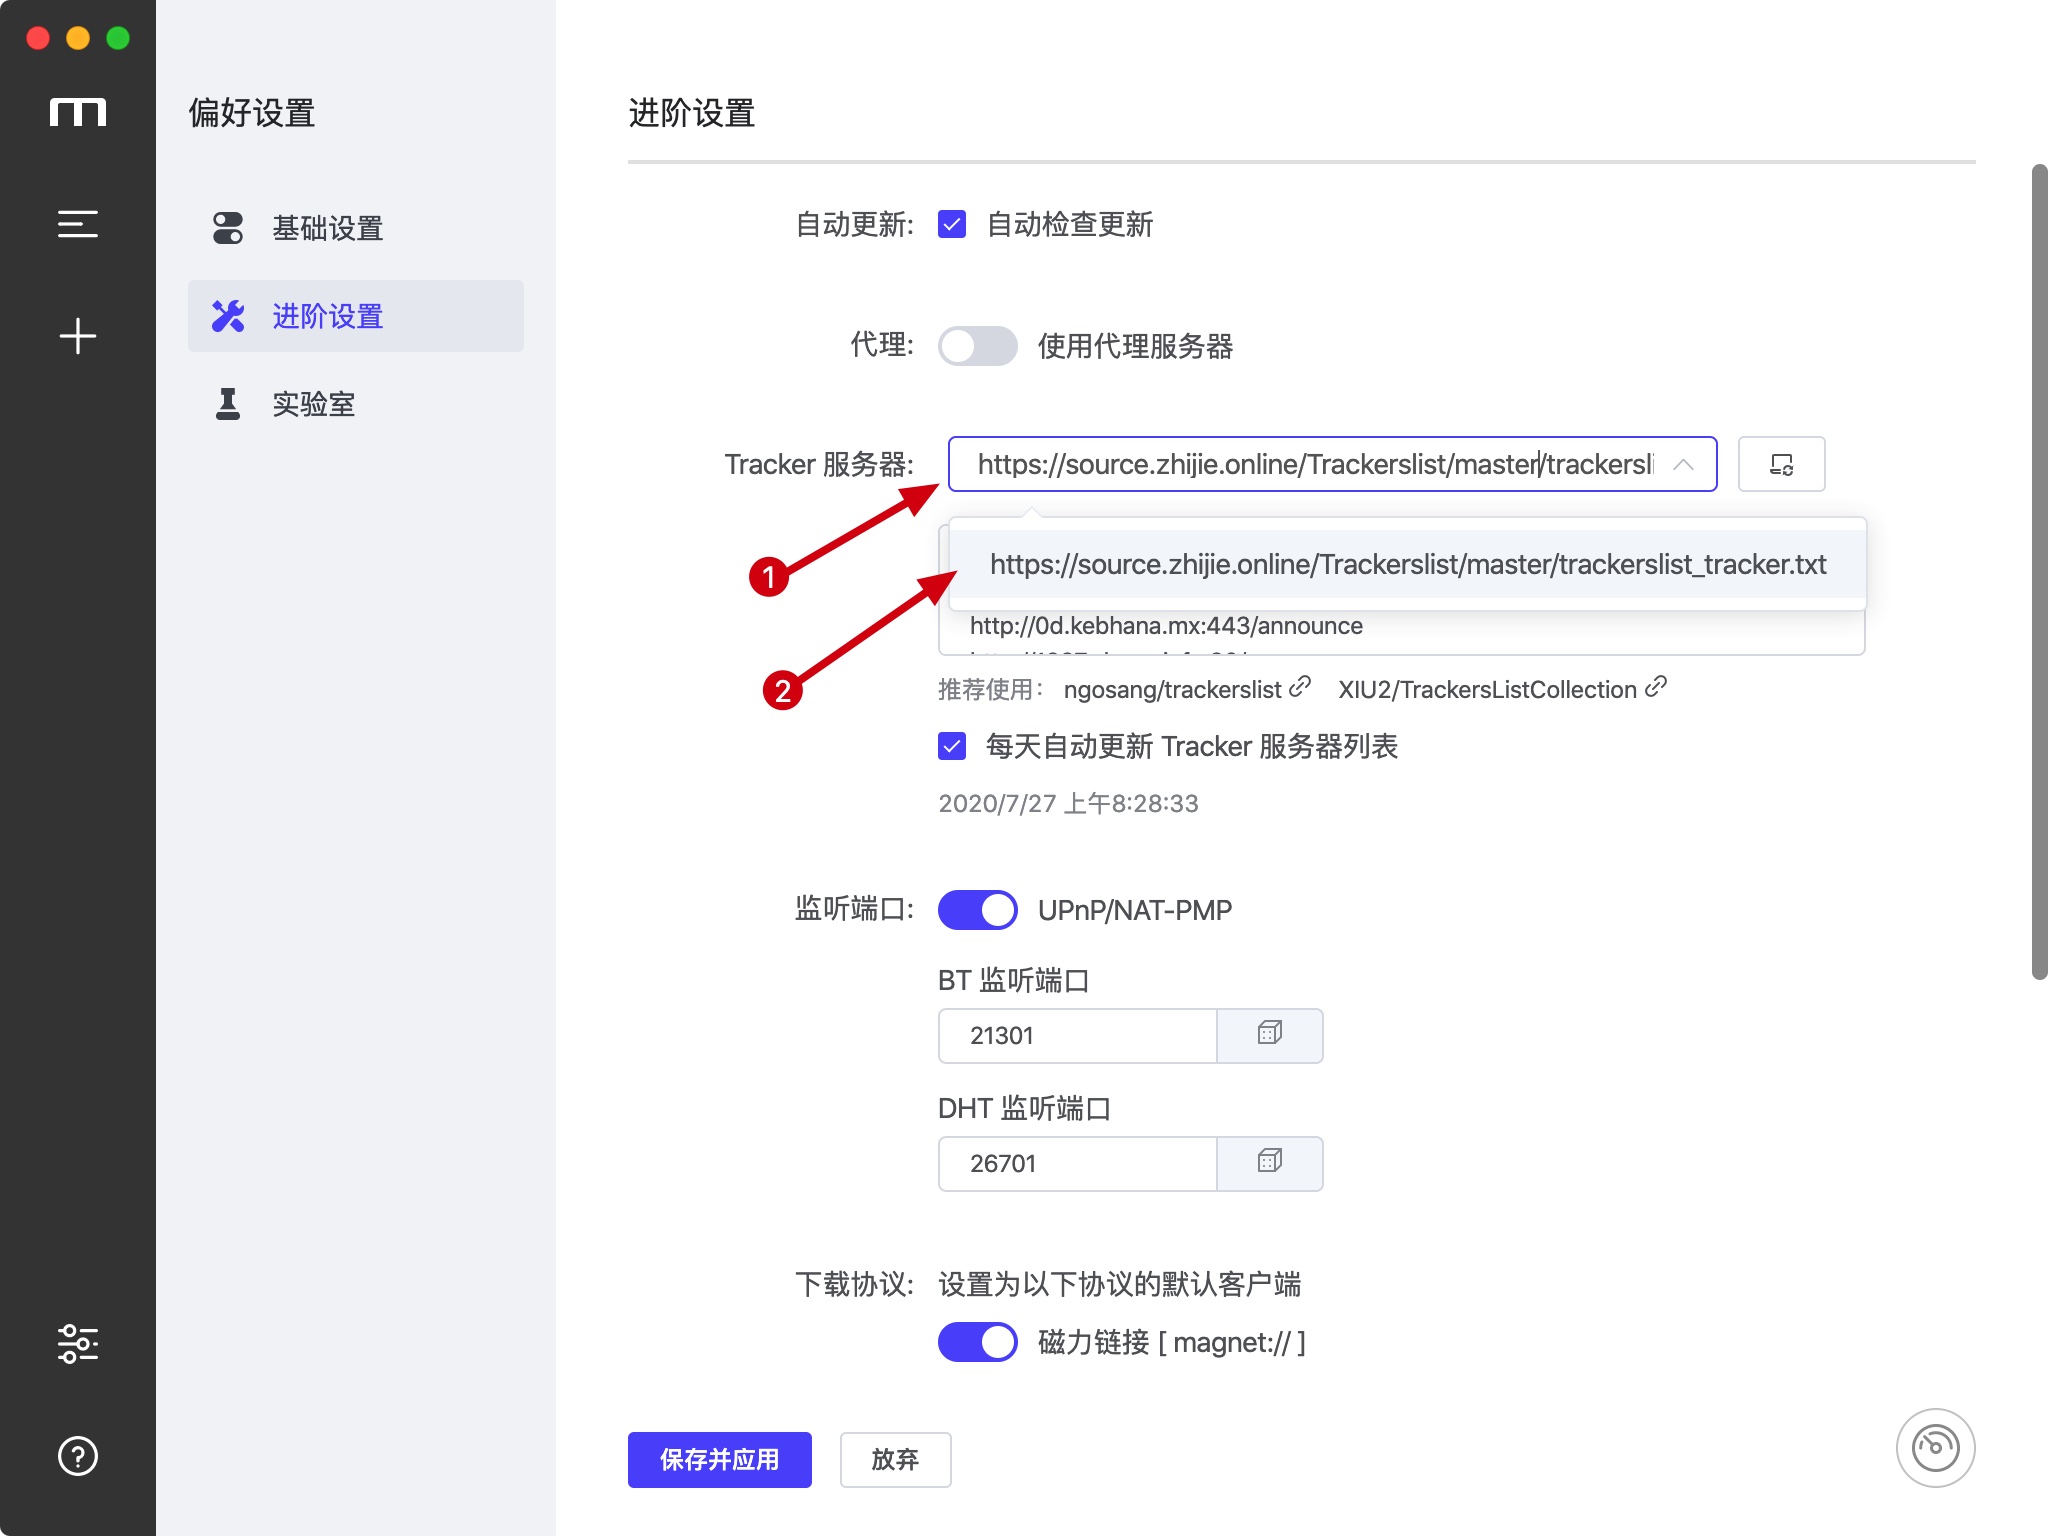 偏好设置
基础设置
进阶设置
实验室
进阶设置
自动更新: 自动检查更新
代理: 使用代理服务器
Tracker 服务器: https://source.zhijie.online/Trackerslist/master/trackersli
https://source.zhijie.online/Trackerslist/master/trackerslist_tracker.txt
1
2
http://0d.kebhana.mx:443/announce
推荐使用: ngosang/trackerslist XIU2/TrackersListCollection
每天自动更新 Tracker 服务器列表
2020/7/27 上午8:28:33
监听端口: UPnP/NAT-PMP
BT 监听端口
21301
DHT 监听端口
26701
下载协议: 设置为以下协议的默认客户端
磁力链接 [ magnet:// ]
保存并应用 放弃